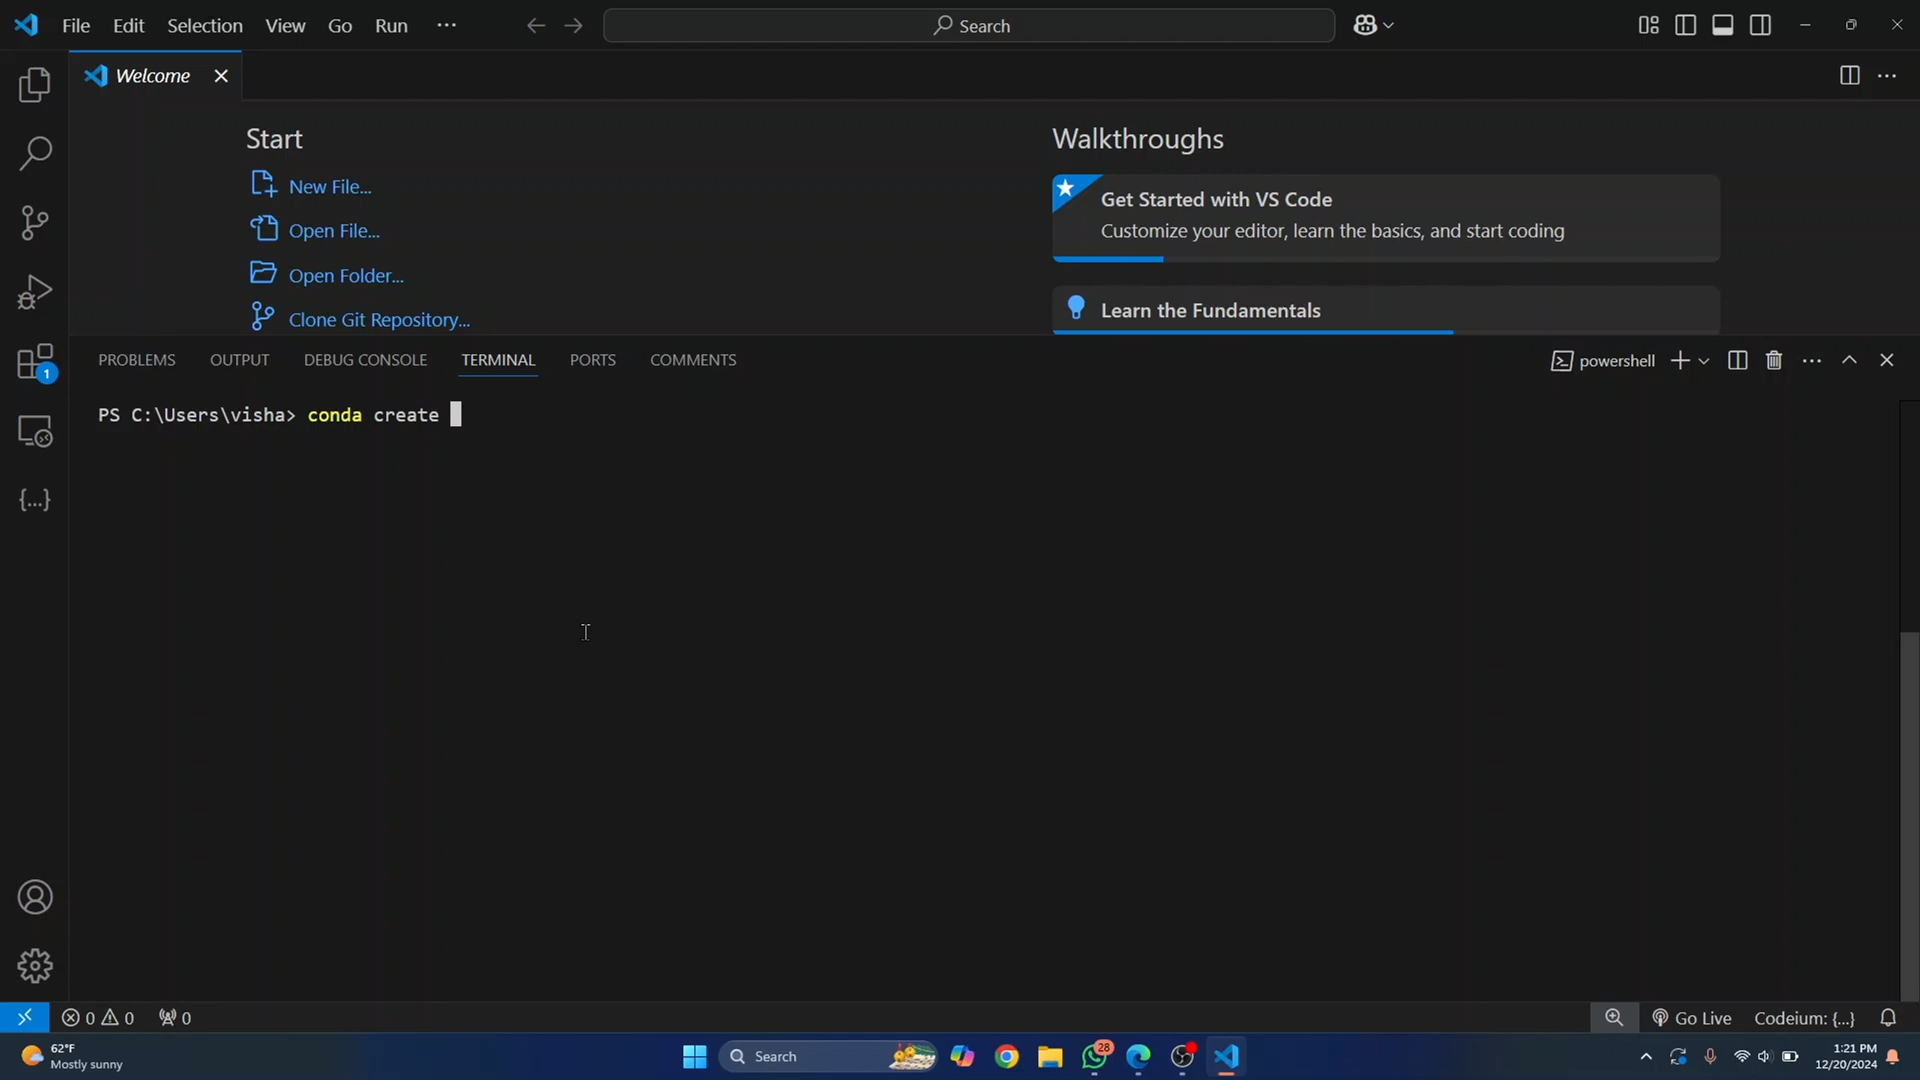 File Edit Selection View Go Run ...
Search
Welcome
Start
New File...
Open File...
Open Folder...
Clone Git Repository...
Walkthroughs
Get Started with VS Code
Customize your editor, learn the basics, and start coding
Learn the Fundamentals
PROBLEMS OUTPUT DEBUG CONSOLE TERMINAL PORTS COMMENTS
powershell
PS C:\Users\visha> conda create
1
{...}
0 0 0
Go Live Codeium: {...}
62°F
Mostly sunny
Search
28
1:21 PM
12/20/2024